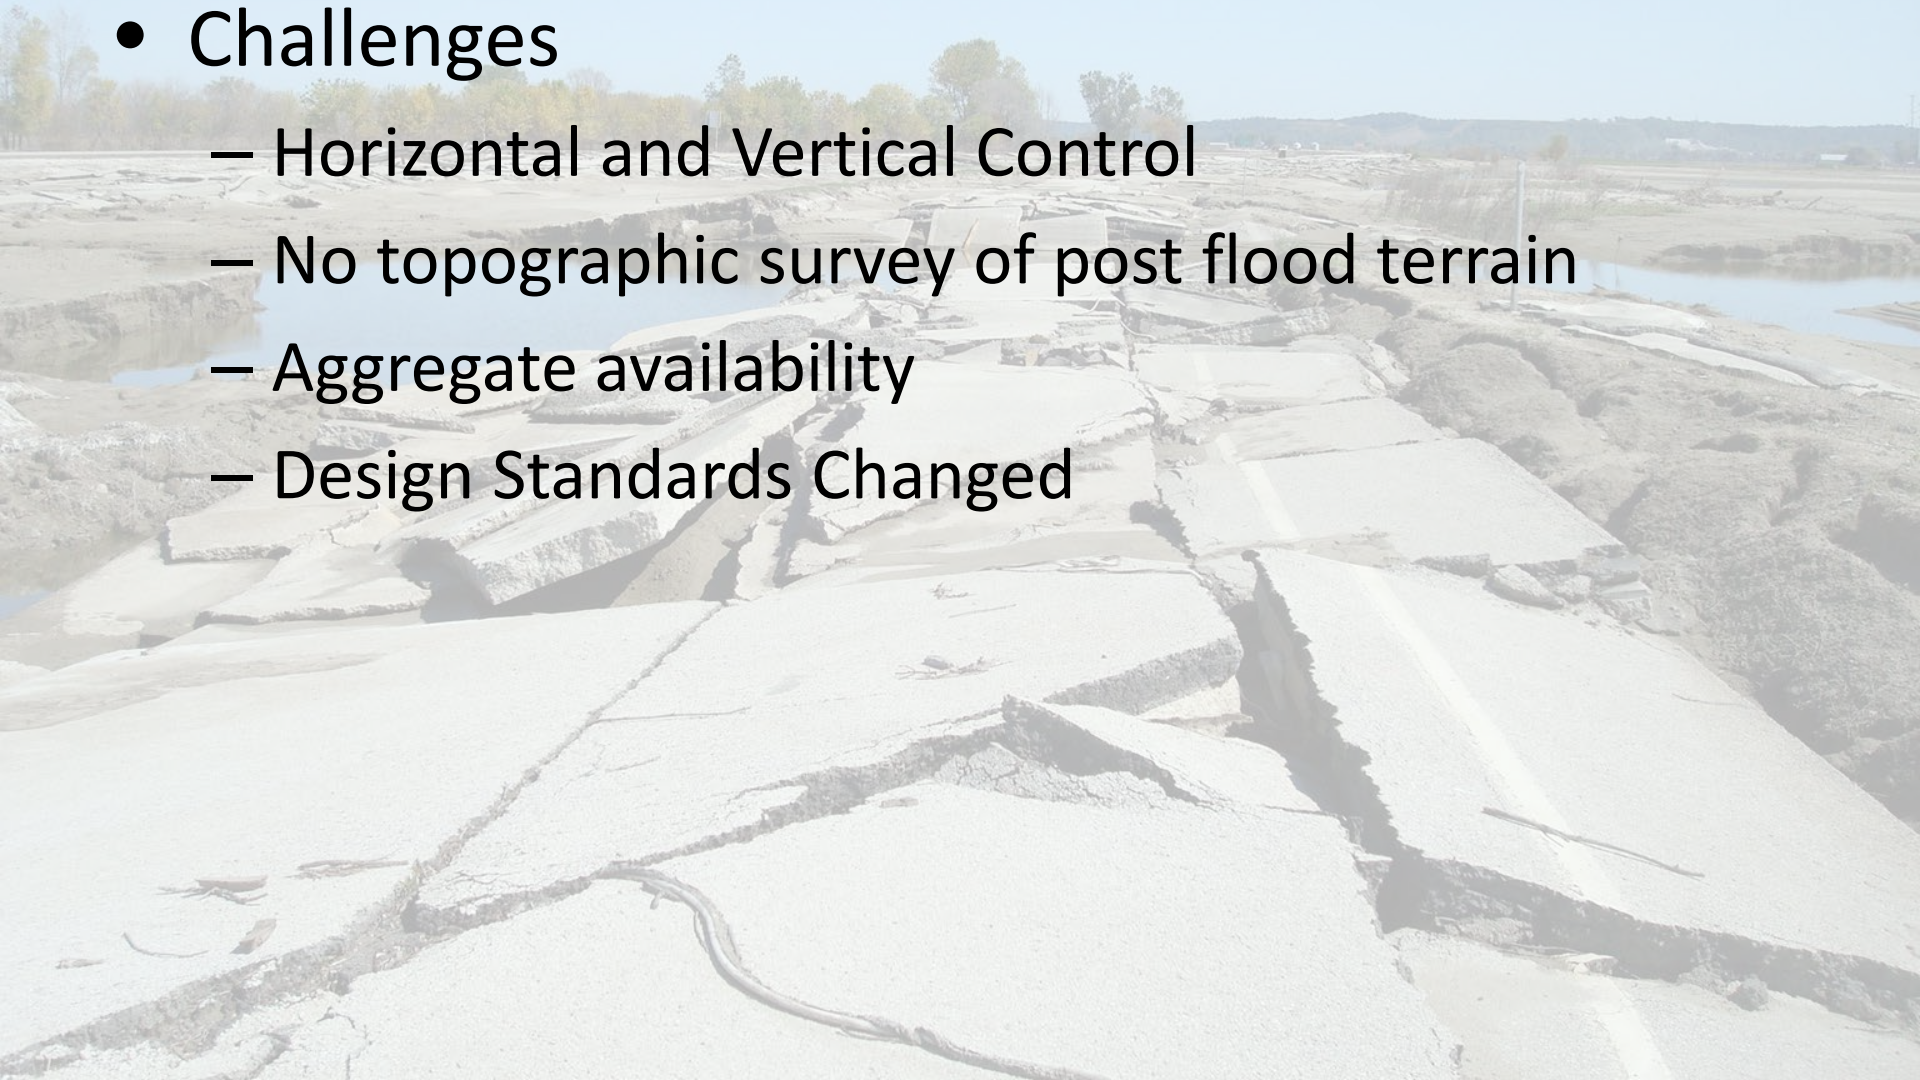 • Challenges
– Horizontal and Vertical Control
– No topographic survey of post flood terrain
– Aggregate availability
– Design Standards Changed